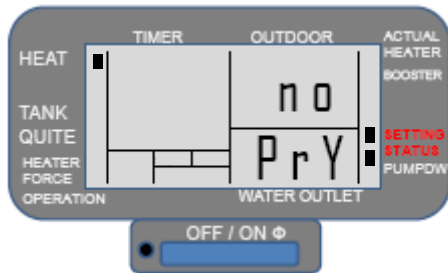 TIMER OUTDOOR ACTUAL
HEATER
HEAT
BOOSTER
no
TANK
QUITE
SETTING
STATUS
PrY
HEATER
FORCE
PUMPDW
OPERATION
WATER OUTLET
OFF / ON Φ